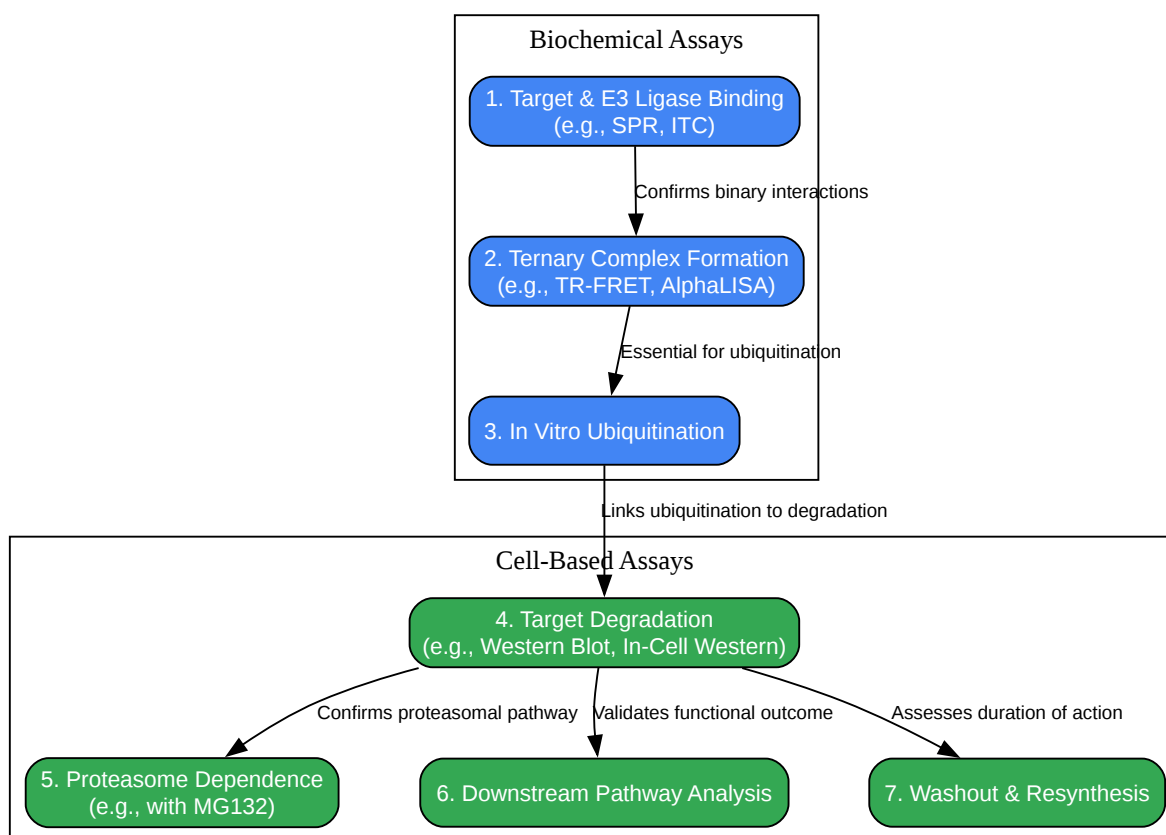 Biochemical Assays
1. Target & E3 Ligase Binding
(e.g., SPR, ITC)
Confirms binary interactions
2. Ternary Complex Formation
(e.g., TR-FRET, AlphaLISA)
Essential for ubiquitination
3. In Vitro Ubiquitination
Links ubiquitination to degradation
Cell-Based Assays
4. Target Degradation
(e.g., Western Blot, In-Cell Western)
Confirms proteasomal pathway
Validates functional outcome
Assesses duration of action
5. Proteasome Dependence
(e.g., with MG132)
6. Downstream Pathway Analysis
7. Washout & Resynthesis